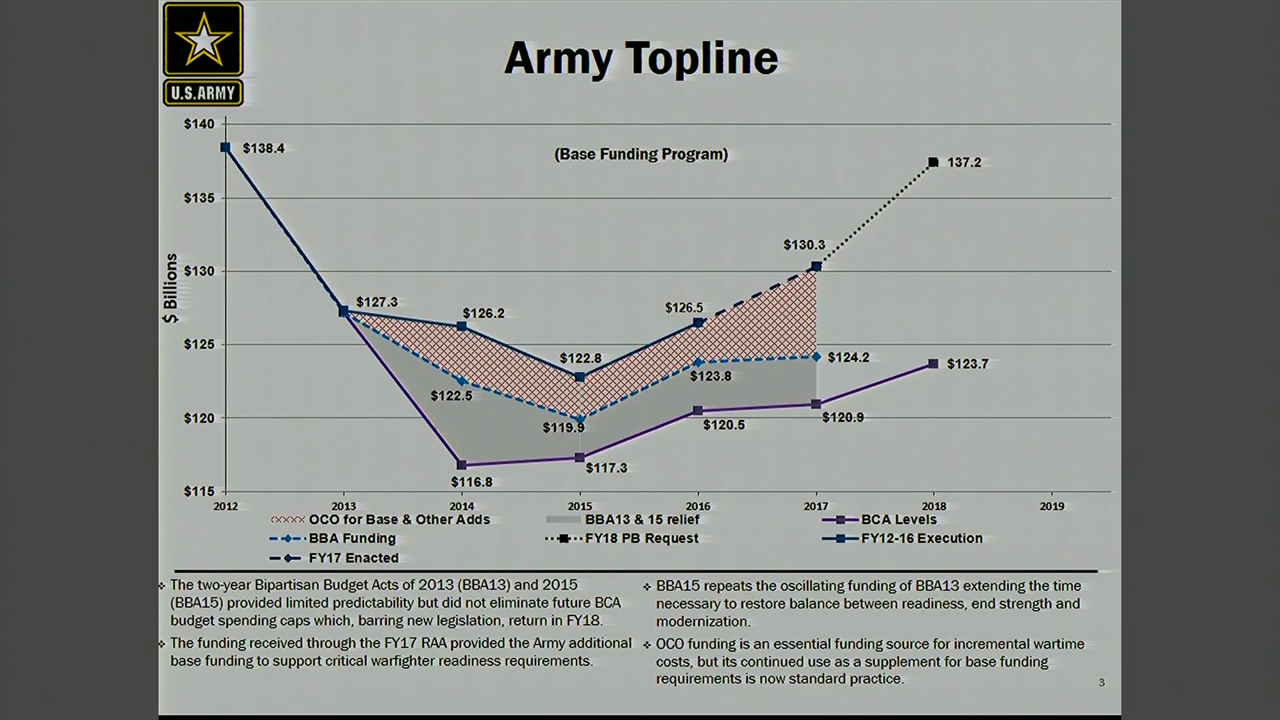 U.S.ARMY
Army Topline
(Base Funding Program)
$ Billions
$140
$135
$130
$125
$120
$115
$138.4
$127.3
$126.2
$122.8
$126.5
$130.3
137.2
$122.5
$119.9
$123.8
$124.2
$123.7
$116.8
$117.3
$120.5
$120.9
2012 2013 2014 2015 2016 2017 2018 2019
OCO for Base & Other Adds BBA13 & 15 relief BCA Levels
BBA Funding FY18 PB Request FY12-16 Execution
FY17 Enacted
The two-year Bipartisan Budget Acts of 2013 (BBA13) and 2015
(BBA15) provided limited predictability but did not eliminate future BCA
budget spending caps which, barring new legislation, return in FY18.
The funding received through the FY17 RAA provided the Army additional
base funding to support critical warfighter readiness requirements.
BBA15 repeats the oscillating funding of BBA13 extending the time
necessary to restore balance between readiness, end strength and
modernization.
OCO funding is an essential funding source for incremental wartime
costs, but its continued use as a supplement for base funding
requirements is now standard practice.
3